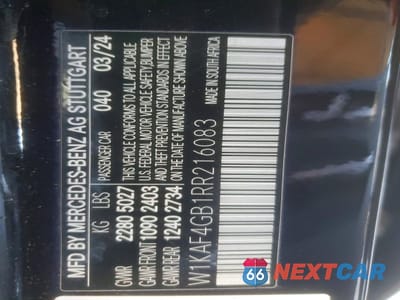 MFD BY MERCEDES-BENZ AG STUTTGART
PASSENGER CAR 040 03/24
KG LBS
GVWR 2280 5027
GAWR FRONT 1090 2403
GAWR REAR 1240 2734
THIS VEHICLE CONFORMS TO ALL APPLICABLE
U.S. FEDERAL MOTOR VEHICLE SAFETY/BUMPER
AND THEFT PREVENTION STANDARDS IN EFFECT
ON THE DATE OF MANUFACTURE SHOWN ABOVE
MADE IN SOUTH AFRICA
W1KAF4GB1RR216083
66 NEXTCAR